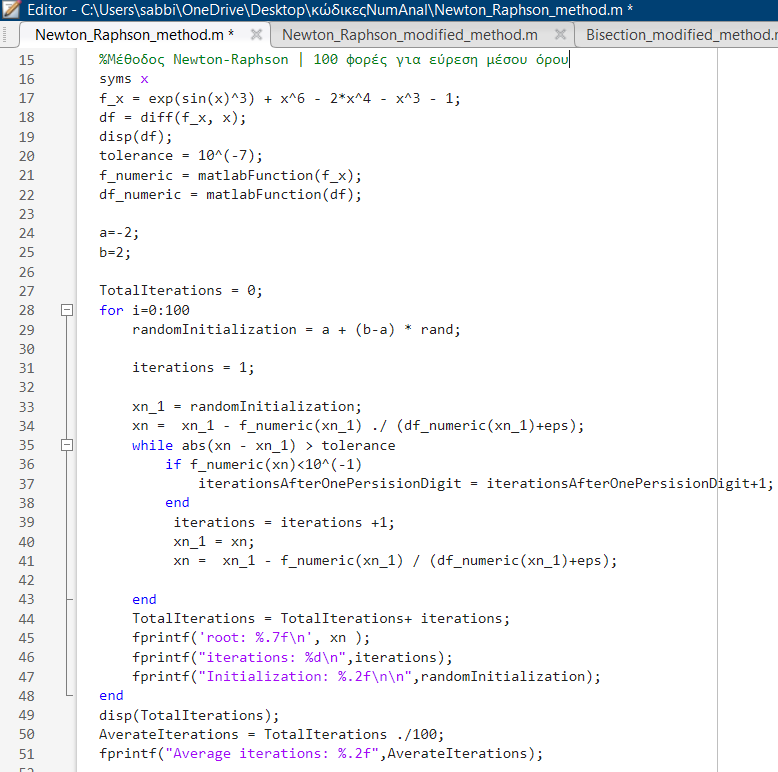 Editor - C:\Users\sabbi\OneDrive\Desktop\κώδικεςNumAnal\Newton_Raphson_method.m *
Newton_Raphson_method.m * Newton_Raphson_modified_method.m Bisection_modified_method.m
15 %Μέθοδος Newton-Raphson | 100 φορές για εύρεση μέσου όρου
16 syms x
17 f_x = exp(sin(x)^3) + x^6 - 2*x^4 - x^3 - 1;
18 df = diff(f_x, x);
19 disp(df);
20 tolerance = 10^(-7);
21 f_numeric = matlabFunction(f_x);
22 df_numeric = matlabFunction(df);
23
24 a=-2;
25 b=2;
26
27 TotalIterations = 0;
28 for i=0:100
29 randomInitialization = a + (b-a) * rand;
30
31 iterations = 1;
32
33 xn_1 = randomInitialization;
34 xn =  xn_1 - f_numeric(xn_1) ./ (df_numeric(xn_1)+eps);
35 while abs(xn - xn_1) > tolerance
36 if f_numeric(xn)<10^(-1)
37 iterationsAfterOnePersisionDigit = iterationsAfterOnePersisionDigit+1;
38 end
39 iterations = iterations +1;
40 xn_1 = xn;
41 xn =  xn_1 - f_numeric(xn_1) / (df_numeric(xn_1)+eps);
42
43 end
44 TotalIterations = TotalIterations+ iterations;
45 fprintf('root: %.7f\n', xn );
46 fprintf("iterations: %d\n",iterations);
47 fprintf("Initialization: %.2f\n\n",randomInitialization);
48 end
49 disp(TotalIterations);
50 AverateIterations = TotalIterations ./100;
51 fprintf("Average iterations: %.2f",AverateIterations);